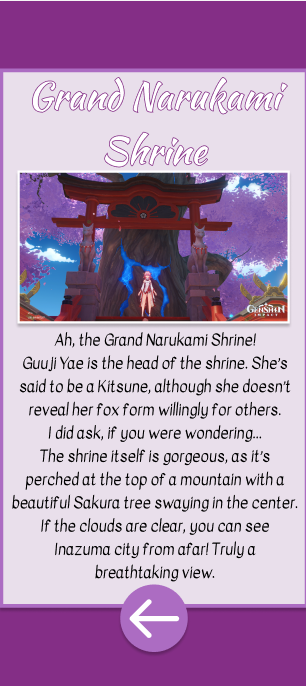 Grand Narukami
Shrine
GENSHIN
IMPACT
Ah, the Grand Narukami Shrine!
GuuJi Yae is the head of the shrine. She's
said to be a Kitsune, although she doesn't
reveal her fox form willingly for others.
I did ask, if you were wondering...
The shrine itself is gorgeous, as it's
perched at the top of a mountain with a
beautiful Sakura tree swaying in the center.
If the clouds are clear, you can see
Inazuma city from afar! Truly a
breathtaking view.